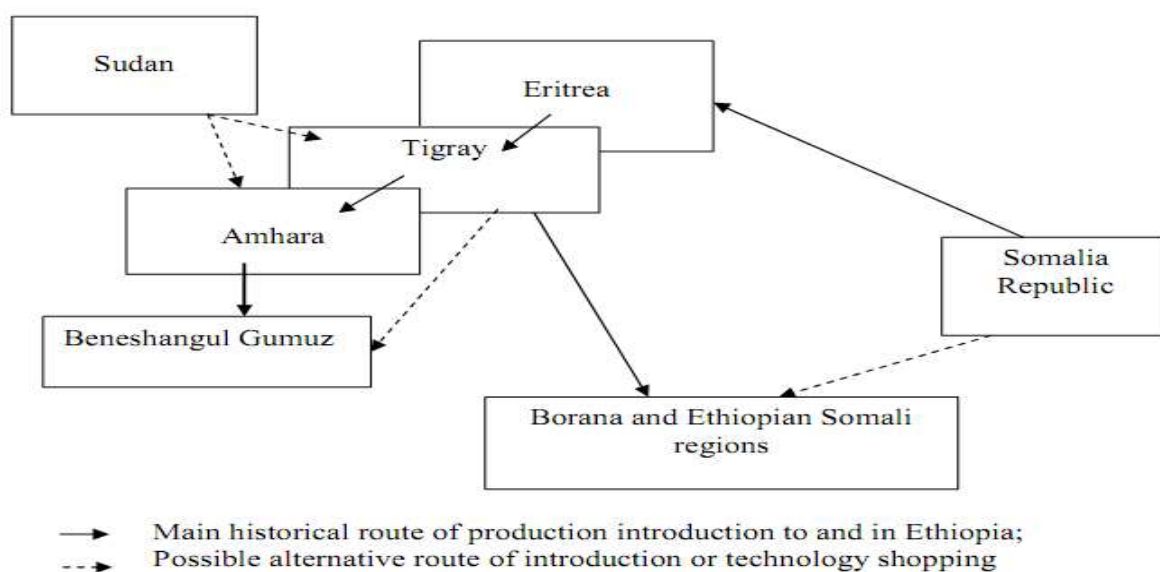 Sudan
Eritrea
Tigray
Amhara
Somalia
Republic
Beneshangul Gumuz
Borana and Ethiopian Somali
regions
Main historical route of production introduction to and in Ethiopia;
Possible alternative route of introduction or technology shopping